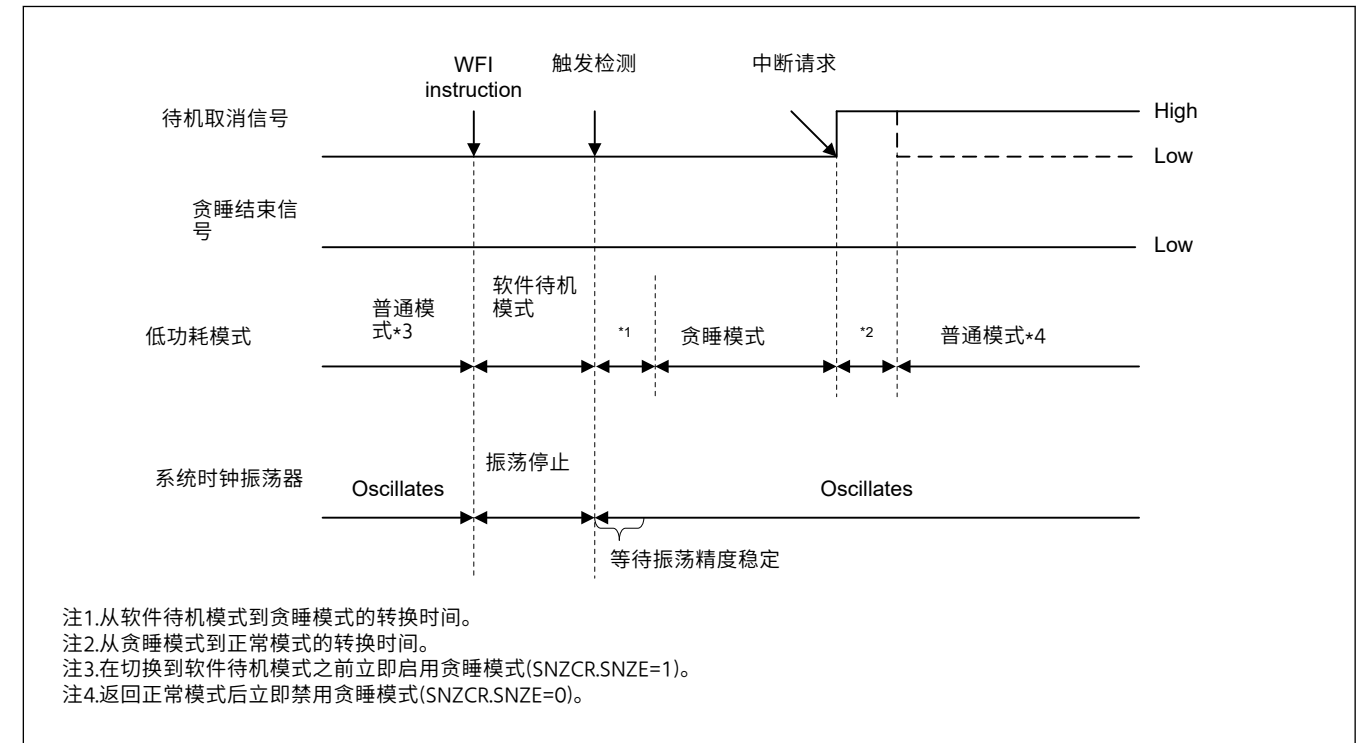 WFI
instruction
触发检测
中断请求
待机取消信号
High
Low
贪睡结束信
号
Low
低功耗模式
普通模
式*3
软件待机
模式
*1
贪睡模式
*2
普通模式*4
系统时钟振荡器
Oscillates
振荡停止
Oscillates
等待振荡精度稳定
注1.从软件待机模式到贪睡模式的转换时间。
注2.从贪睡模式到正常模式的转换时间。
注3.在切换到软件待机模式之前立即启用贪睡模式(SNZCR.SNZE=1)。
注4.返回正常模式后立即禁用贪睡模式(SNZCR.SNZE=0)。